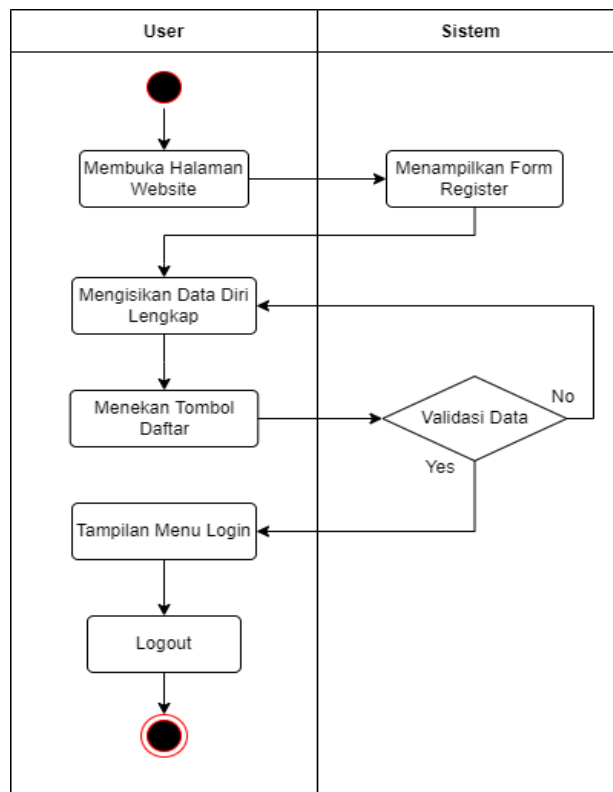 User
Sistem
Membuka Halaman
Website
Menampilkan Form
Register
Mengisikan Data Diri
Lengkap
Menekan Tombol
Daftar
Validasi Data
No
Yes
Tampilan Menu Login
Logout